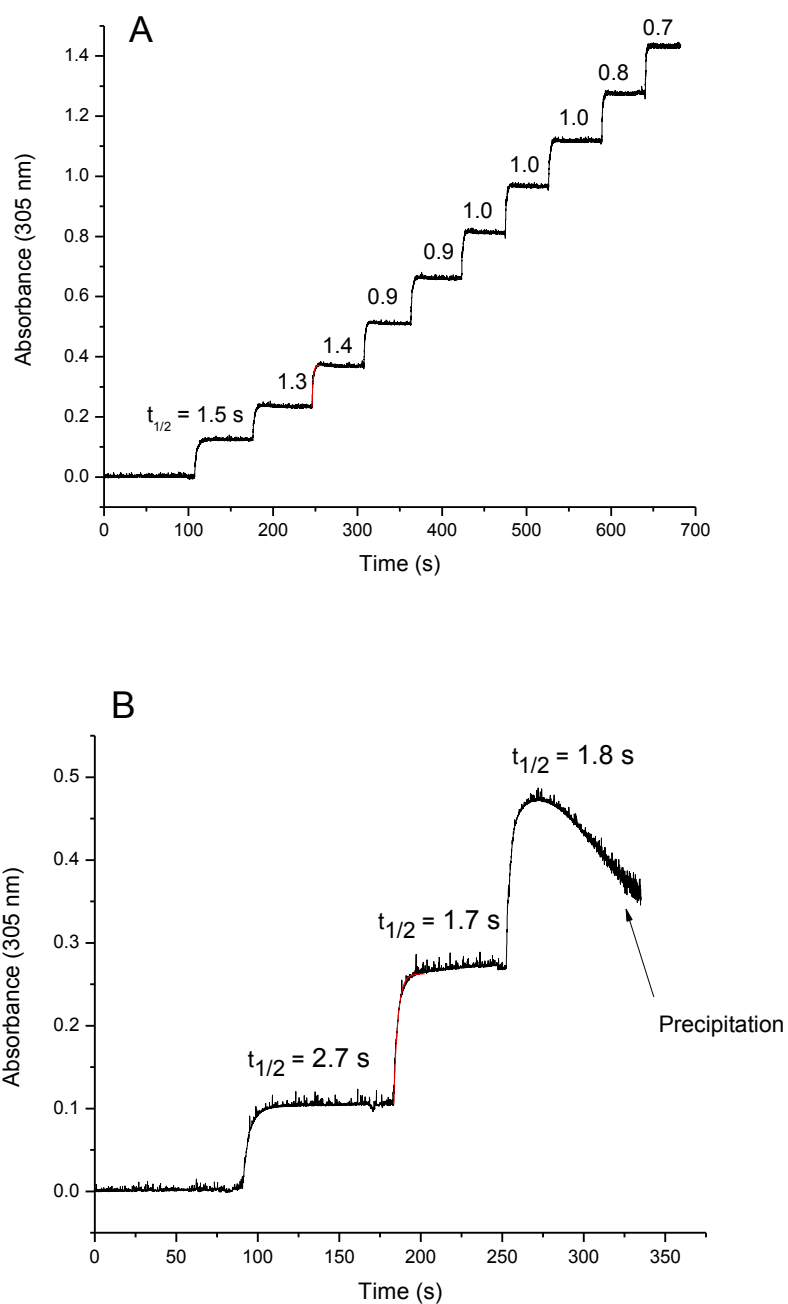 A
0.7
0.8
1.0
1.0
1.0
0.9
0.9
1.4
1.3
t1/2 = 1.5 s
1.4
1.2
1.0
0.8
0.6
0.4
0.2
0.0
Absorbance (305 nm)
0 100 200 300 400 500 600 700
Time (s)
B
t1/2 = 1.8 s
t1/2 = 1.7 s
t1/2 = 2.7 s
Precipitation
0.5
0.4
0.3
0.2
0.1
0.0
Absorbance (305 nm)
0 50 100 150 200 250 300 350
Time (s)